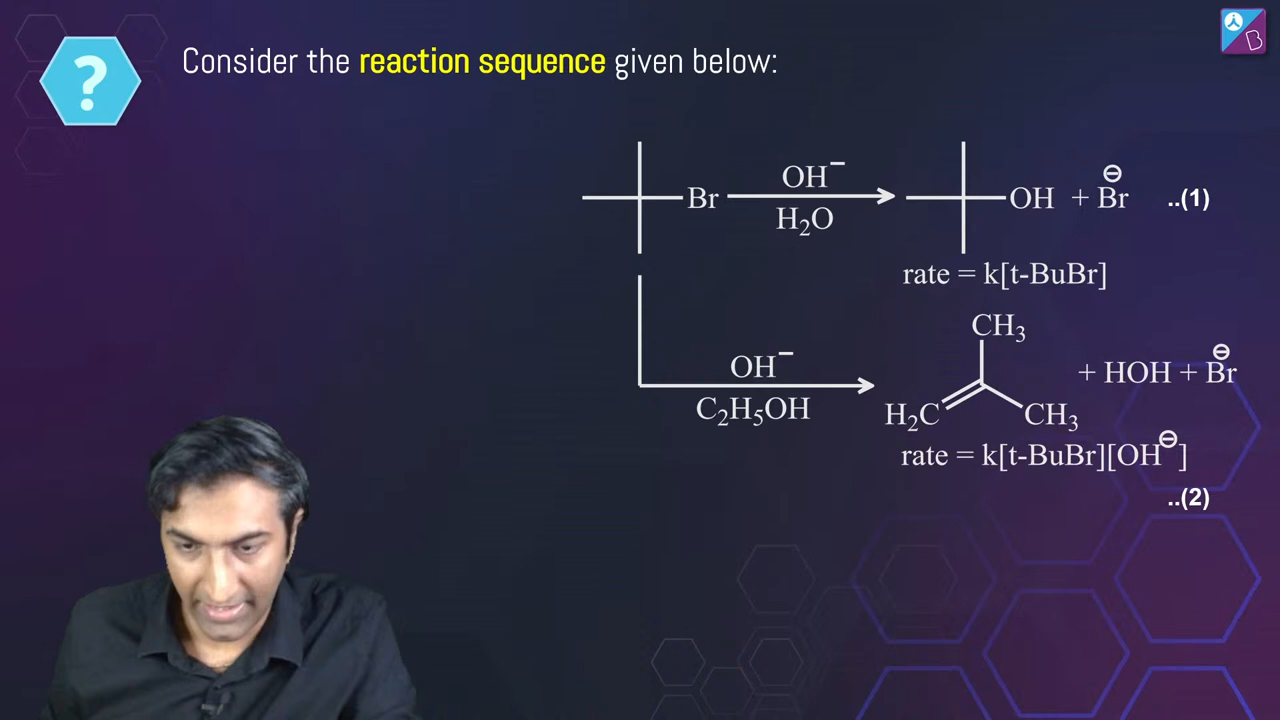 ?
Consider the reaction sequence given below:
Br OH⁻ OH + Br⊖ ..(1)
H₂O
rate = k[t-BuBr]
CH₃
OH⁻ + HOH + Br⊖
C₂H₅OH H₂C CH₃
rate = k[t-BuBr][OH⊖]
..(2)
B